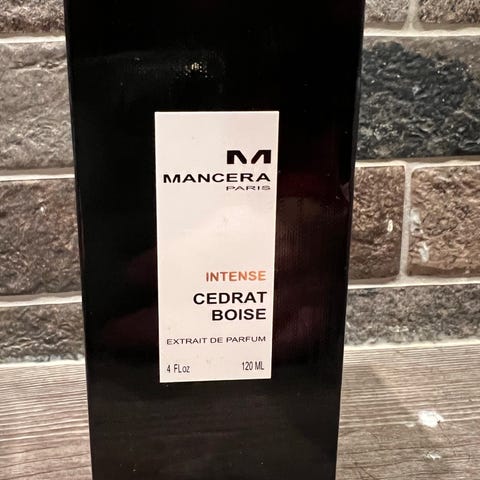 M
MANCERA
PARIS
INTENSE
CEDRAT
BOISE
EXTRAIT DE PARFUM
4 FLoz 120 ML